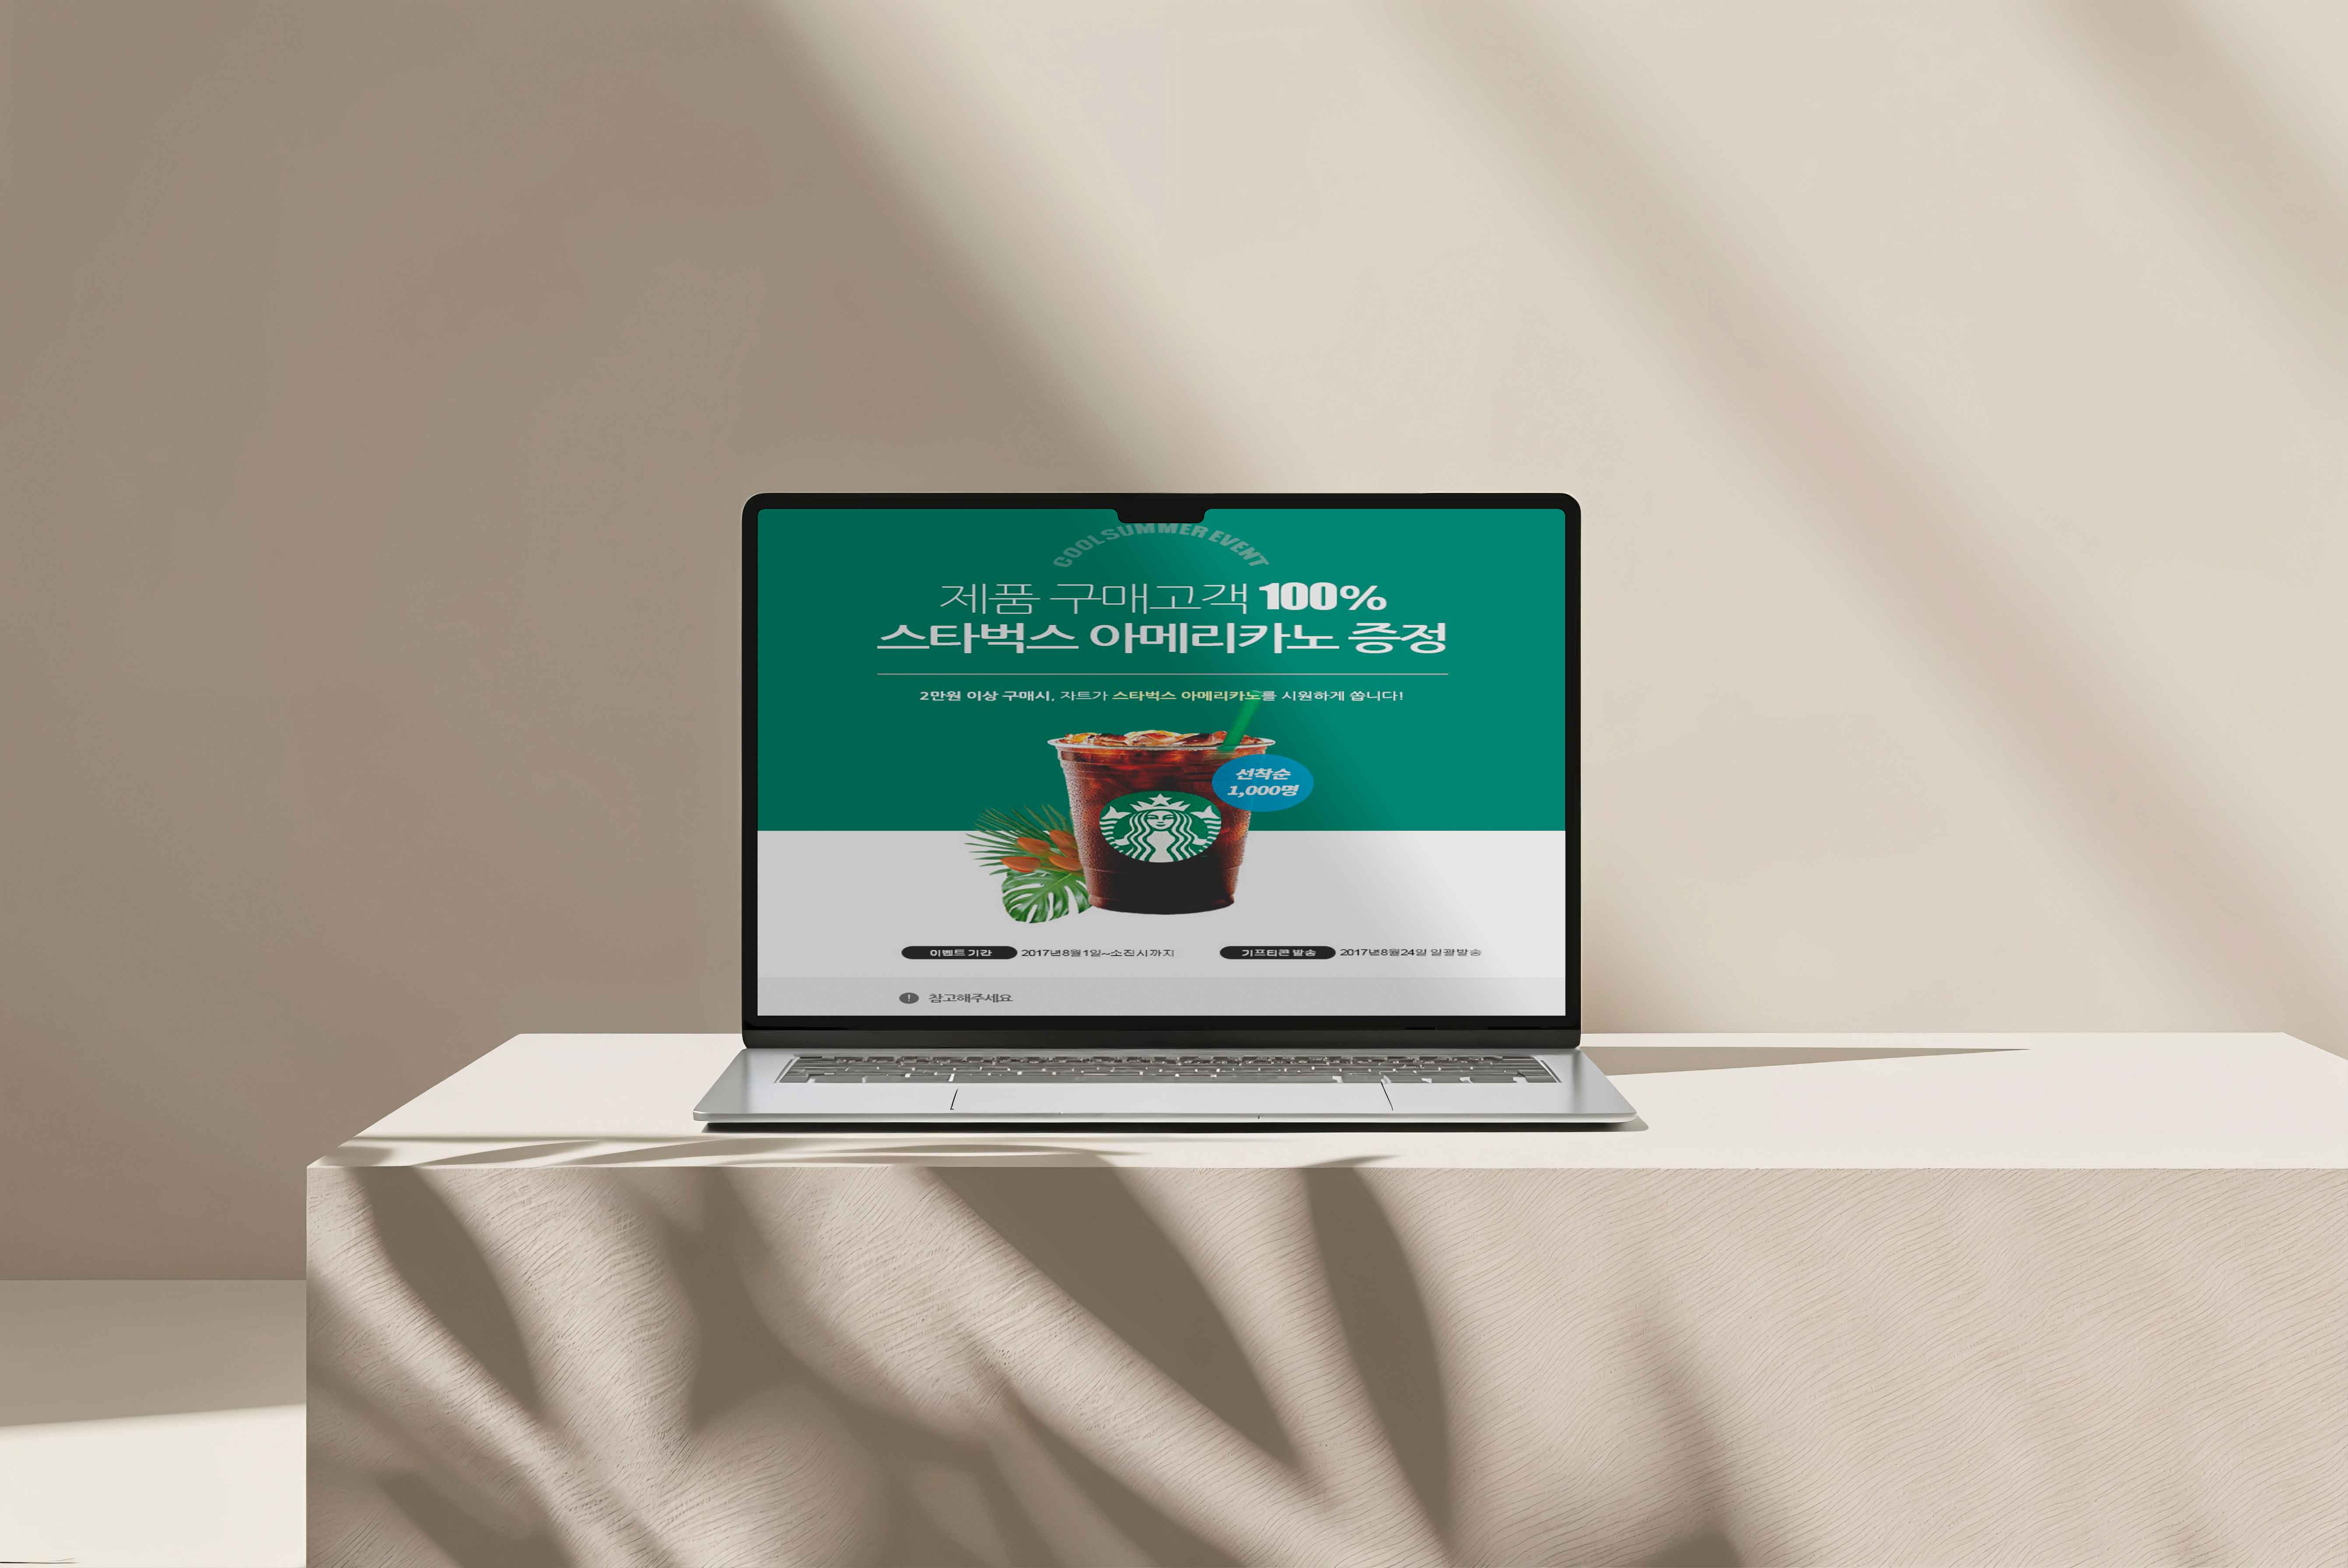 COOL SUMMER EVENT
제품 구매고객 100%
스타벅스 아메리카노 증정
2만원 이상 구매시, 자트가 스타벅스 아메리카노를 시원하게 쏩니다!
선착순
1,000명
이벤트 기간 2017년8월1일~소진시까지
기프티콘 발송 2017년8월24일 일괄발송
! 참고해주세요